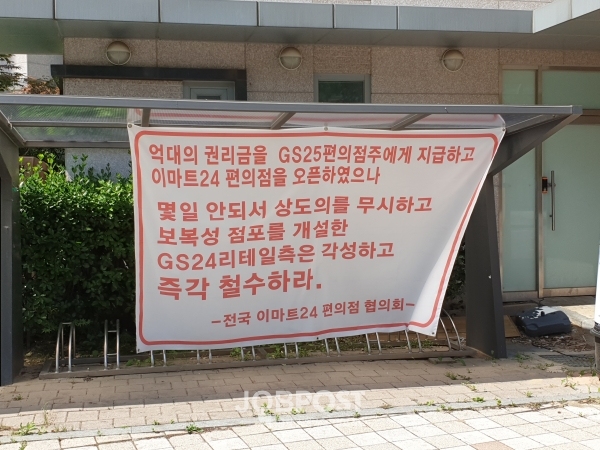 억대의 권리금을 GS25편의점주에게 지급하고
이마트24 편의점을 오픈하였으나
몇일 안되서 상도의를 무시하고
보복성 점포를 개설한
GS24리테일측은 각성하고
즉각 철수하라.
-전국 이마트24 편의점 협의회-
JOBPOST